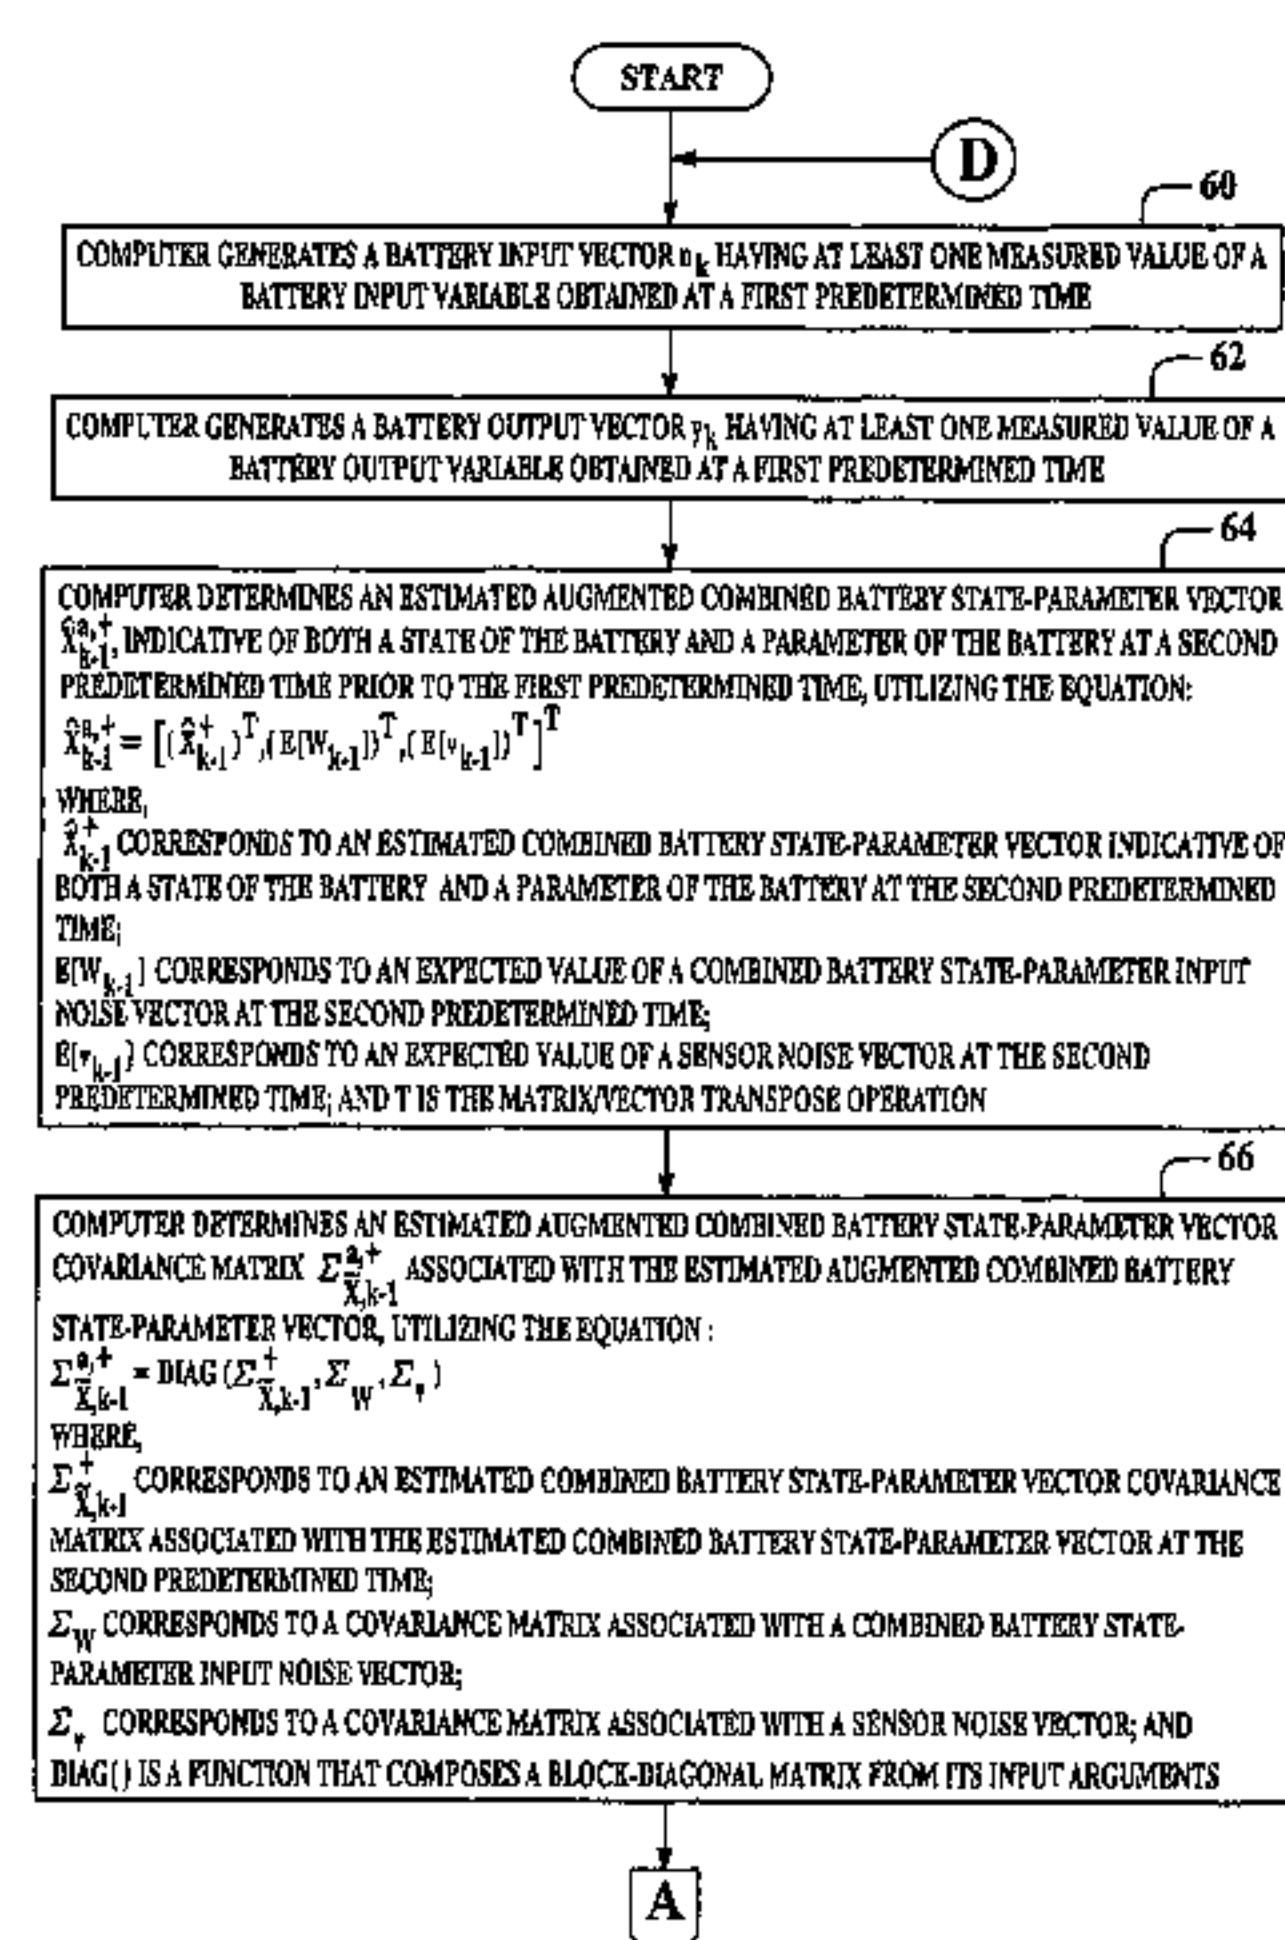 START
D
60
COMPUTER GENERATES A BATTERY INPUT VECTOR uₖ HAVING AT LEAST ONE MEASURED VALUE OF A
BATTERY INPUT VARIABLE OBTAINED AT A FIRST PREDETERMINED TIME
62
COMPUTER GENERATES A BATTERY OUTPUT VECTOR yₖ HAVING AT LEAST ONE MEASURED VALUE OF A
BATTERY OUTPUT VARIABLE OBTAINED AT A FIRST PREDETERMINED TIME
64
COMPUTER DETERMINES AN ESTIMATED AUGMENTED COMBINED BATTERY STATE-PARAMETER VECTOR
X̂^{a,+}_{k-1}, INDICATIVE OF BOTH A STATE OF THE BATTERY AND A PARAMETER OF THE BATTERY AT A SECOND
PREDETERMINED TIME PRIOR TO THE FIRST PREDETERMINED TIME, UTILIZING THE EQUATION:
X̂^{a,+}_{k-1} = [(X̂^{+}_{k-1})^T,(E[W_{k-1}])^T,(E[v_{k-1}])^T]^T
WHERE,
X̂^{+}_{k-1} CORRESPONDS TO AN ESTIMATED COMBINED BATTERY STATE-PARAMETER VECTOR INDICATIVE OF
BOTH A STATE OF THE BATTERY AND A PARAMETER OF THE BATTERY AT THE SECOND PREDETERMINED
TIME;
E[W_{k-1}] CORRESPONDS TO AN EXPECTED VALUE OF A COMBINED BATTERY STATE-PARAMETER INPUT
NOISE VECTOR AT THE SECOND PREDETERMINED TIME;
E[v_{k-1}] CORRESPONDS TO AN EXPECTED VALUE OF A SENSOR NOISE VECTOR AT THE SECOND
PREDETERMINED TIME; AND T IS THE MATRIX/VECTOR TRANSPOSE OPERATION
66
COMPUTER DETERMINES AN ESTIMATED AUGMENTED COMBINED BATTERY STATE-PARAMETER VECTOR
COVARIANCE MATRIX Σ^{a,+}_{X̃,k-1} ASSOCIATED WITH THE ESTIMATED AUGMENTED COMBINED BATTERY
STATE-PARAMETER VECTOR, UTILIZING THE EQUATION :
Σ^{a,+}_{X̃,k-1} = DIAG (Σ^{+}_{X̃,k-1}, Σ_W, Σ_v)
WHERE,
Σ^{+}_{X̃,k-1} CORRESPONDS TO AN ESTIMATED COMBINED BATTERY STATE-PARAMETER VECTOR COVARIANCE
MATRIX ASSOCIATED WITH THE ESTIMATED COMBINED BATTERY STATE-PARAMETER VECTOR AT THE
SECOND PREDETERMINED TIME;
Σ_W CORRESPONDS TO A COVARIANCE MATRIX ASSOCIATED WITH A COMBINED BATTERY STATE-
PARAMETER INPUT NOISE VECTOR;
Σ_v CORRESPONDS TO A COVARIANCE MATRIX ASSOCIATED WITH A SENSOR NOISE VECTOR; AND
DIAG() IS A FUNCTION THAT COMPOSES A BLOCK-DIAGONAL MATRIX FROM ITS INPUT ARGUMENTS
A